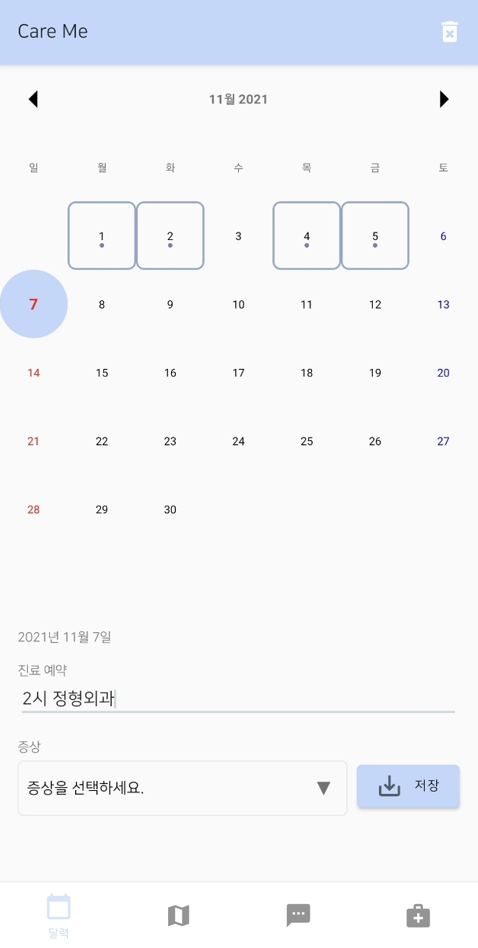 Care Me
11월 2021
일 월 화 수 목 금 토
1 2 3 4 5 6
7 8 9 10 11 12 13
14 15 16 17 18 19 20
21 22 23 24 25 26 27
28 29 30
2021년 11월 7일
진료 예약
2시 정형외과
증상
증상을 선택하세요.
저장
달력